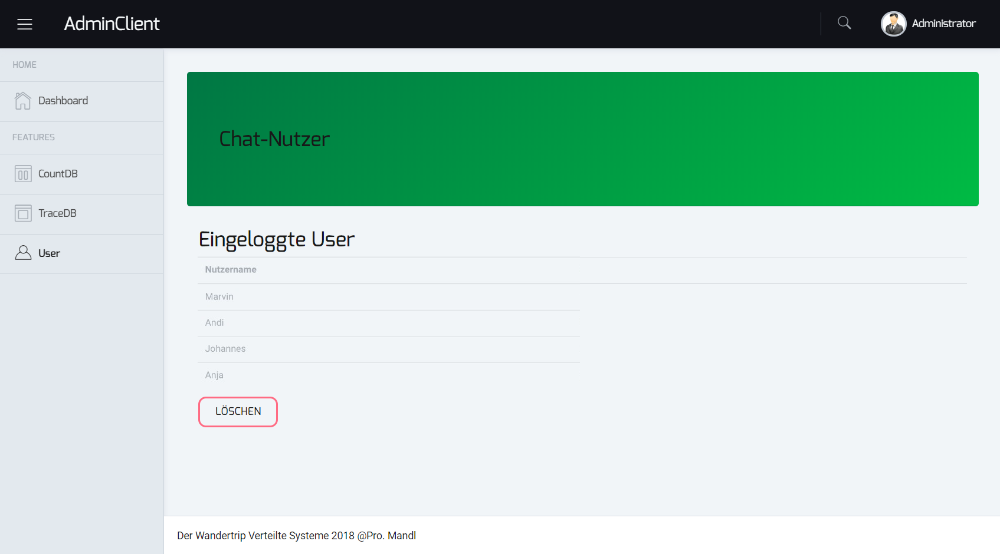 AdminClient
Administrator
HOME
Dashboard
FEATURES
CountDB
TraceDB
User
Chat-Nutzer
Eingeloggte User
Nutzername
Marvin
Andi
Johannes
Anja
LÖSCHEN
Der Wandertrip Verteilte Systeme 2018 @Pro. Mandl